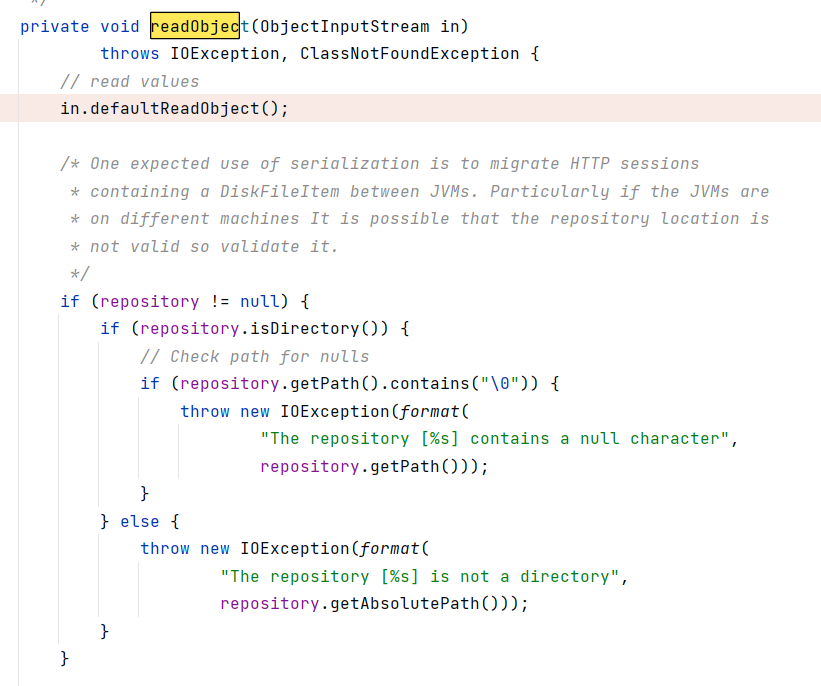 */
private void readObject(ObjectInputStream in)
        throws IOException, ClassNotFoundException {
    // read values
    in.defaultReadObject();

    /* One expected use of serialization is to migrate HTTP sessions
     * containing a DiskFileItem between JVMs. Particularly if the JVMs are
     * on different machines It is possible that the repository location is
     * not valid so validate it.
     */
    if (repository != null) {
        if (repository.isDirectory()) {
            // Check path for nulls
            if (repository.getPath().contains("\0")) {
                throw new IOException(format(
                        "The repository [%s] contains a null character",
                        repository.getPath()));
            }
        } else {
            throw new IOException(format(
                    "The repository [%s] is not a directory",
                    repository.getAbsolutePath()));
        }
    }